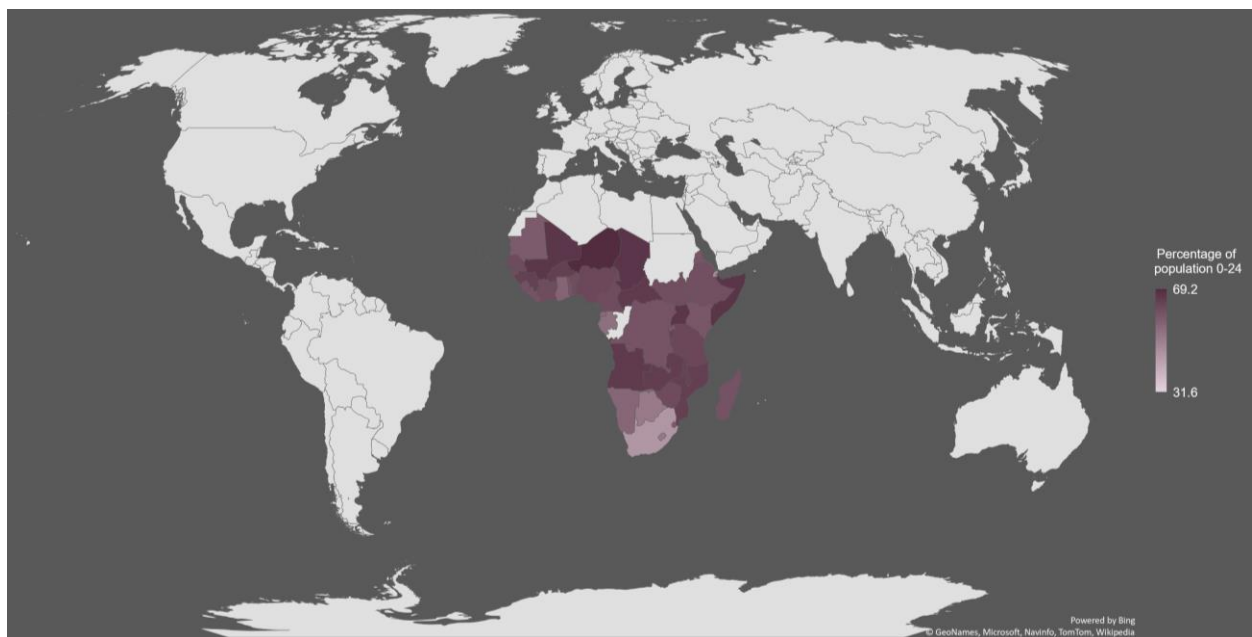 Percentage of
population 0-24
69.2
31.6
Powered by Bing
© GeoNames, Microsoft, Navinfo, TomTom, Wikipedia